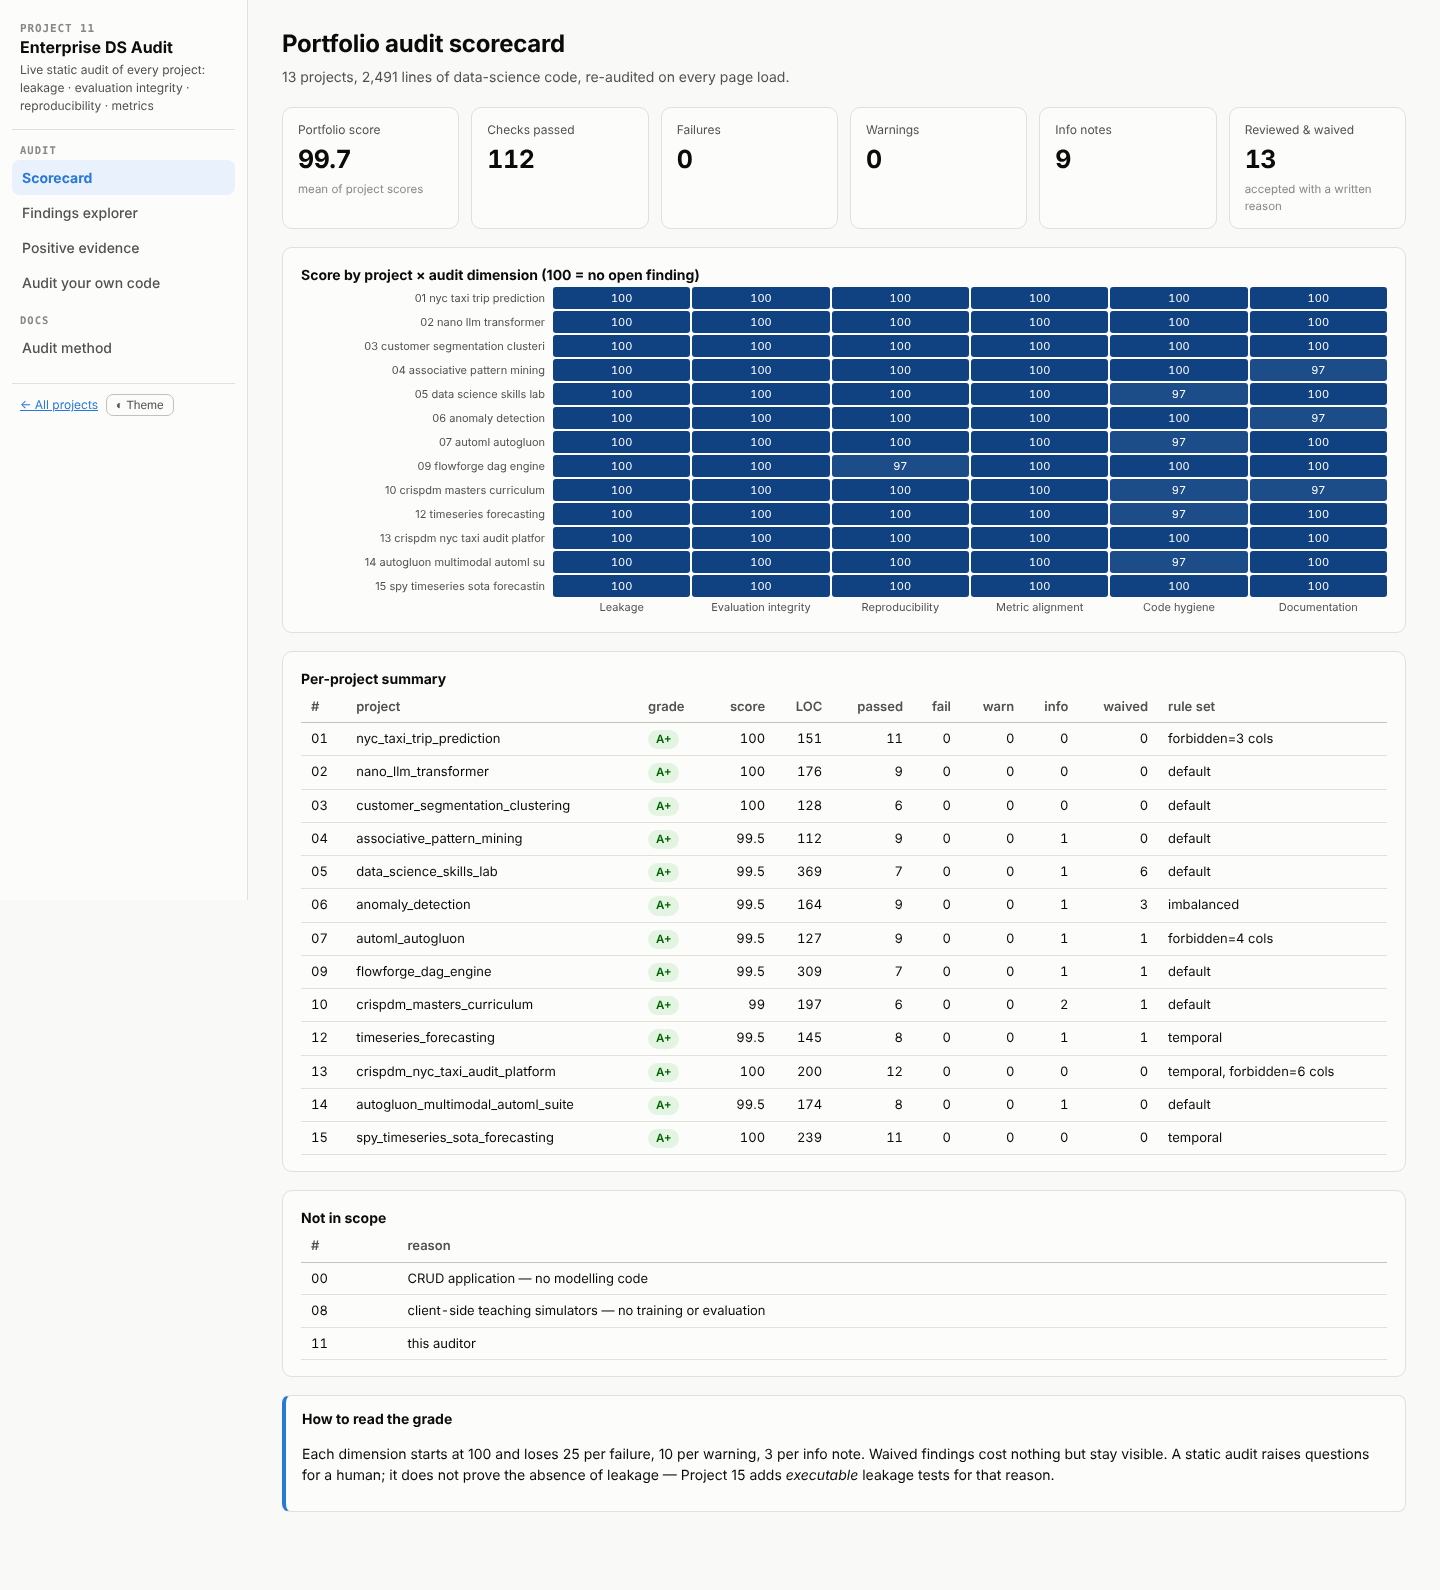 PROJECT 11
Enterprise DS Audit
Live static audit of every project:
leakage · evaluation integrity ·
reproducibility · metrics
AUDIT
Scorecard
Findings explorer
Positive evidence
Audit your own code
DOCS
Audit method
← All projects
Theme
Portfolio audit scorecard
13 projects, 2,491 lines of data-science code, re-audited on every page load.
Portfolio score
99.7
mean of project scores
Checks passed
112
Failures
0
Warnings
0
Info notes
9
Reviewed & waived
13
accepted with a written
reason
Score by project × audit dimension (100 = no open finding)
01 nyc taxi trip prediction 100 100 100 100 100 100
02 nano llm transformer 100 100 100 100 100 100
03 customer segmentation clusteri 100 100 100 100 100 100
04 associative pattern mining 100 100 100 100 100 97
05 data science skills lab 100 100 100 100 97 100
06 anomaly detection 100 100 100 100 100 97
07 automl autogluon 100 100 100 100 97 100
09 flowforge dag engine 100 100 97 100 100 100
10 crispdm masters curriculum 100 100 100 100 97 97
12 timeseries forecasting 100 100 100 100 97 100
13 crispdm nyc taxi audit platfor 100 100 100 100 100 100
14 autogluon multimodal automl su 100 100 100 100 97 100
15 spy timeseries sota forecastin 100 100 100 100 100 100
Leakage Evaluation integrity Reproducibility Metric alignment Code hygiene Documentation
Per-project summary
# project grade score LOC passed fail warn info waived rule set
01 nyc_taxi_trip_prediction A+ 100 151 11 0 0 0 0 forbidden=3 cols
02 nano_llm_transformer A+ 100 176 9 0 0 0 0 default
03 customer_segmentation_clustering A+ 100 128 6 0 0 0 0 default
04 associative_pattern_mining A+ 99.5 112 9 0 0 1 0 default
05 data_science_skills_lab A+ 99.5 369 7 0 0 1 6 default
06 anomaly_detection A+ 99.5 164 9 0 0 1 3 imbalanced
07 automl_autogluon A+ 99.5 127 9 0 0 1 1 forbidden=4 cols
09 flowforge_dag_engine A+ 99.5 309 7 0 0 1 1 default
10 crispdm_masters_curriculum A+ 99 197 6 0 0 2 1 default
12 timeseries_forecasting A+ 99.5 145 8 0 0 1 1 temporal
13 crispdm_nyc_taxi_audit_platform A+ 100 200 12 0 0 0 0 temporal, forbidden=6 cols
14 autogluon_multimodal_automl_suite A+ 99.5 174 8 0 0 1 0 default
15 spy_timeseries_sota_forecasting A+ 100 239 11 0 0 0 0 temporal
Not in scope
# reason
00 CRUD application — no modelling code
08 client-side teaching simulators — no training or evaluation
11 this auditor
How to read the grade
Each dimension starts at 100 and loses 25 per failure, 10 per warning, 3 per info note. Waived findings cost nothing but stay visible. A static audit raises questions
for a human; it does not prove the absence of leakage — Project 15 adds executable leakage tests for that reason.